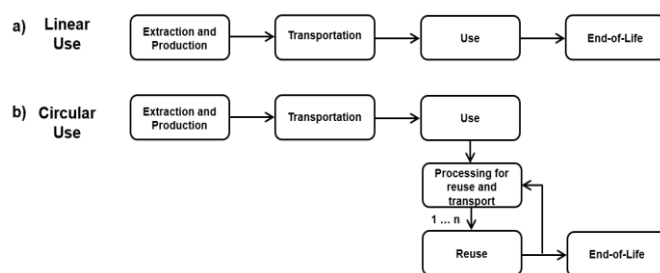 a) Linear
Use
Extraction and
Production
Transportation
Use
End-of-Life
b) Circular
Use
Extraction and
Production
Transportation
Use
Processing for
reuse and
transport
1 ... n
Reuse
End-of-Life